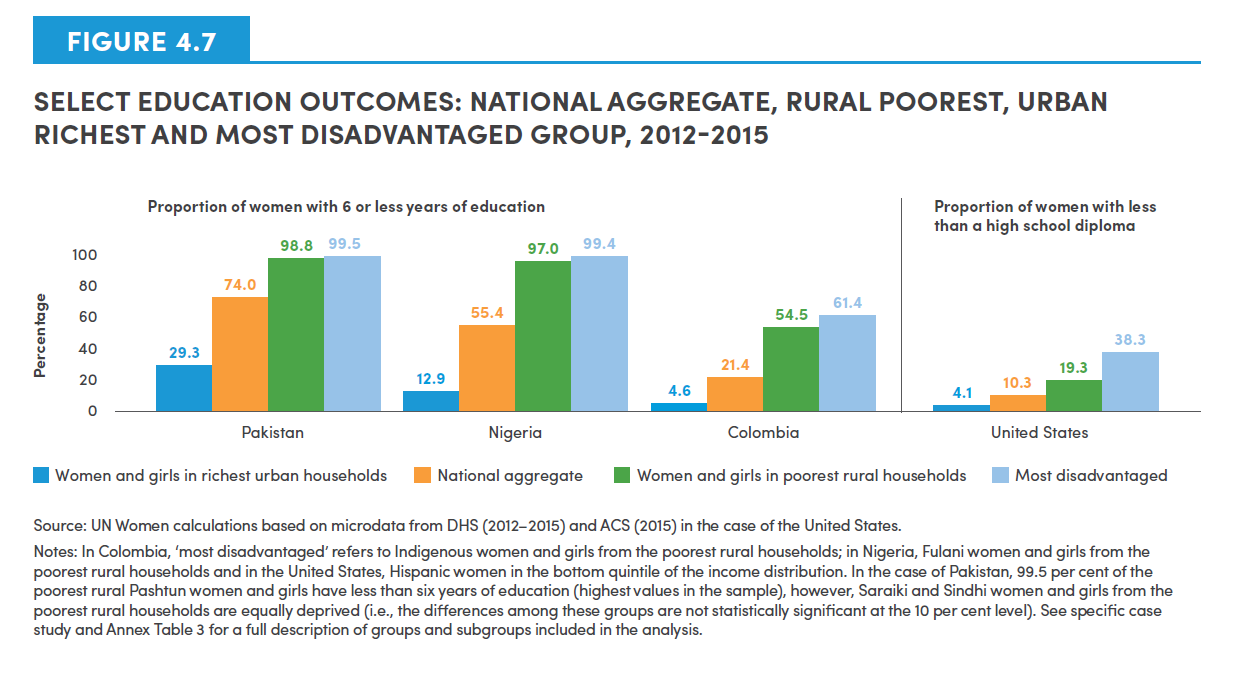 FIGURE 4.7
SELECT EDUCATION OUTCOMES: NATIONAL AGGREGATE, RURAL POOREST, URBAN
RICHEST AND MOST DISADVANTAGED GROUP, 2012-2015
Proportion of women with 6 or less years of education
Proportion of women with less
than a high school diploma
Percentage
100
80
60
40
20
0
29.3
74.0
98.8
99.5
12.9
55.4
97.0
99.4
4.6
21.4
54.5
61.4
4.1
10.3
19.3
38.3
Pakistan
Nigeria
Colombia
United States
Women and girls in richest urban households
National aggregate
Women and girls in poorest rural households
Most disadvantaged
Source: UN Women calculations based on microdata from DHS (2012–2015) and ACS (2015) in the case of the United States.
Notes: In Colombia, ‘most disadvantaged’ refers to Indigenous women and girls from the poorest rural households; in Nigeria, Fulani women and girls from the
poorest rural households and in the United States, Hispanic women in the bottom quintile of the income distribution. In the case of Pakistan, 99.5 per cent of the
poorest rural Pashtun women and girls have less than six years of education (highest values in the sample), however, Saraiki and Sindhi women and girls from the
poorest rural households are equally deprived (i.e., the differences among these groups are not statistically significant at the 10 per cent level). See specific case
study and Annex Table 3 for a full description of groups and subgroups included in the analysis.